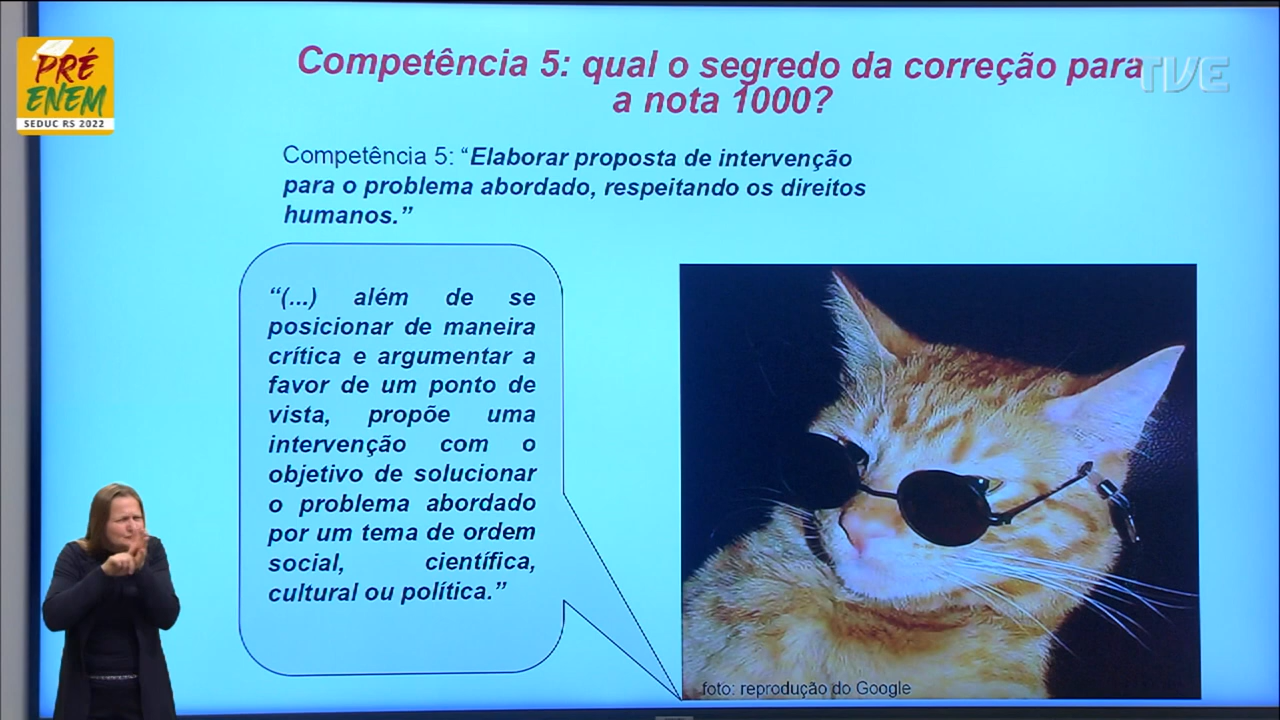 PRÉ
ENEM
SEDUC RS 2022
TVE
Competência 5: qual o segredo da correção para
a nota 1000?
Competência 5: “Elaborar proposta de intervenção
para o problema abordado, respeitando os direitos
humanos.”
“(...) além de se
posicionar de maneira
crítica e argumentar a
favor de um ponto de
vista, propõe uma
intervenção com o
objetivo de solucionar
o problema abordado
por um tema de ordem
social, científica,
cultural ou política.”
foto: reprodução do Google